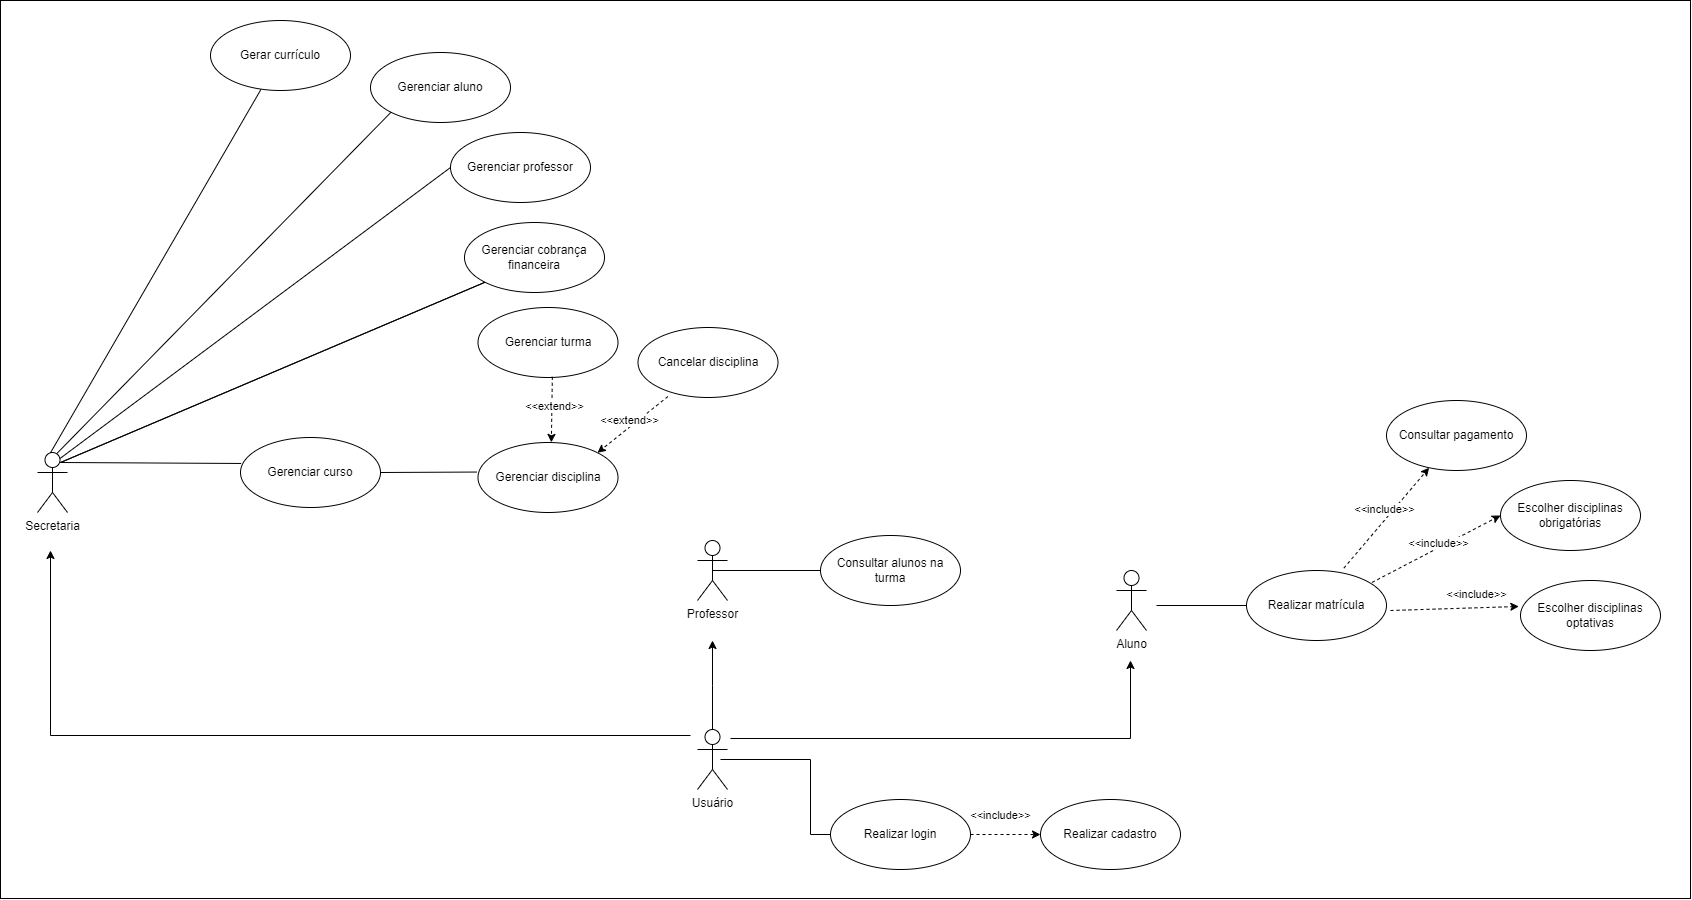 Gerar currículo
Gerenciar aluno
Gerenciar professor
Gerenciar cobrança
financeira
Gerenciar turma
Cancelar disciplina
<<extend>>
<<extend>>
Gerenciar curso
Gerenciar disciplina
Secretaria
Consultar pagamento
<<include>>
Escolher disciplinas
obrigatórias
<<include>>
Professor
Consultar alunos na
turma
Aluno
Realizar matrícula
<<include>>
Escolher disciplinas
optativas
Usuário
Realizar login
<<include>>
Realizar cadastro